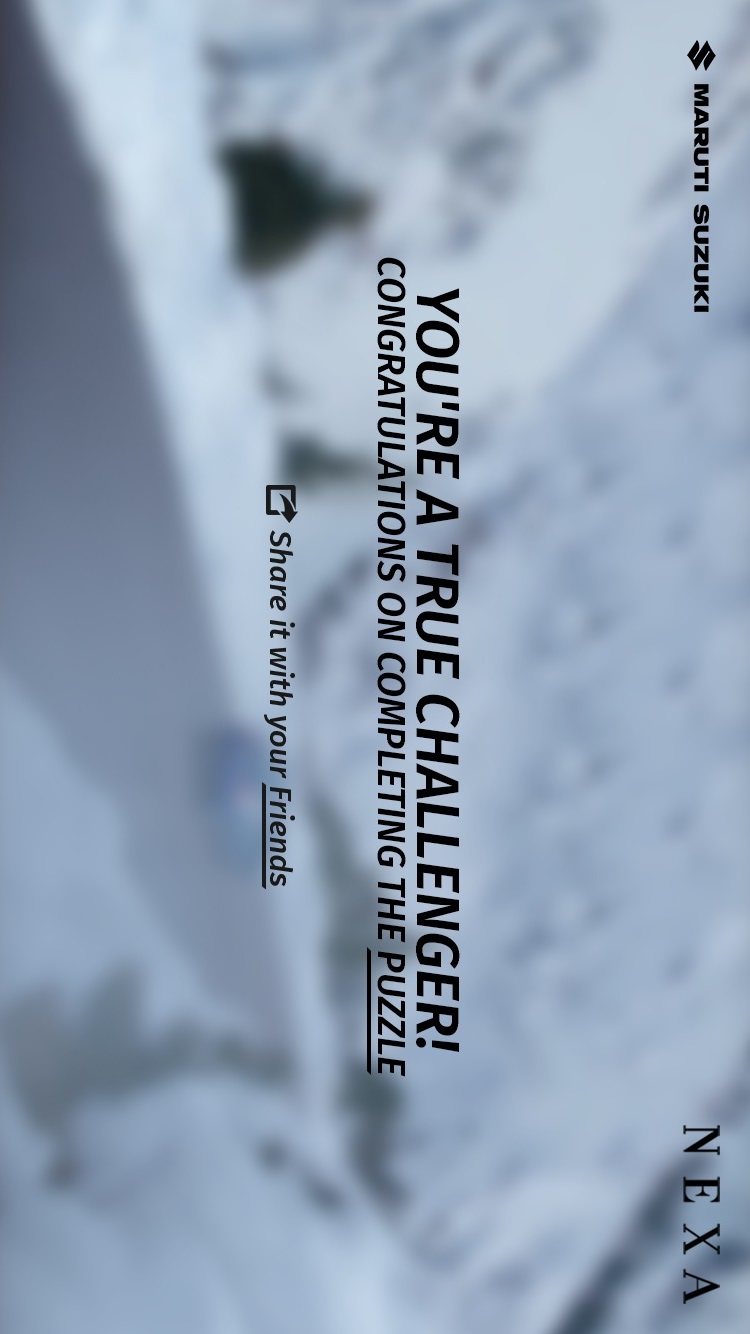 MARUTI SUZUKI
NEXA
YOU'RE A TRUE CHALLENGER!
CONGRATULATIONS ON COMPLETING THE PUZZLE
Share it with your Friends